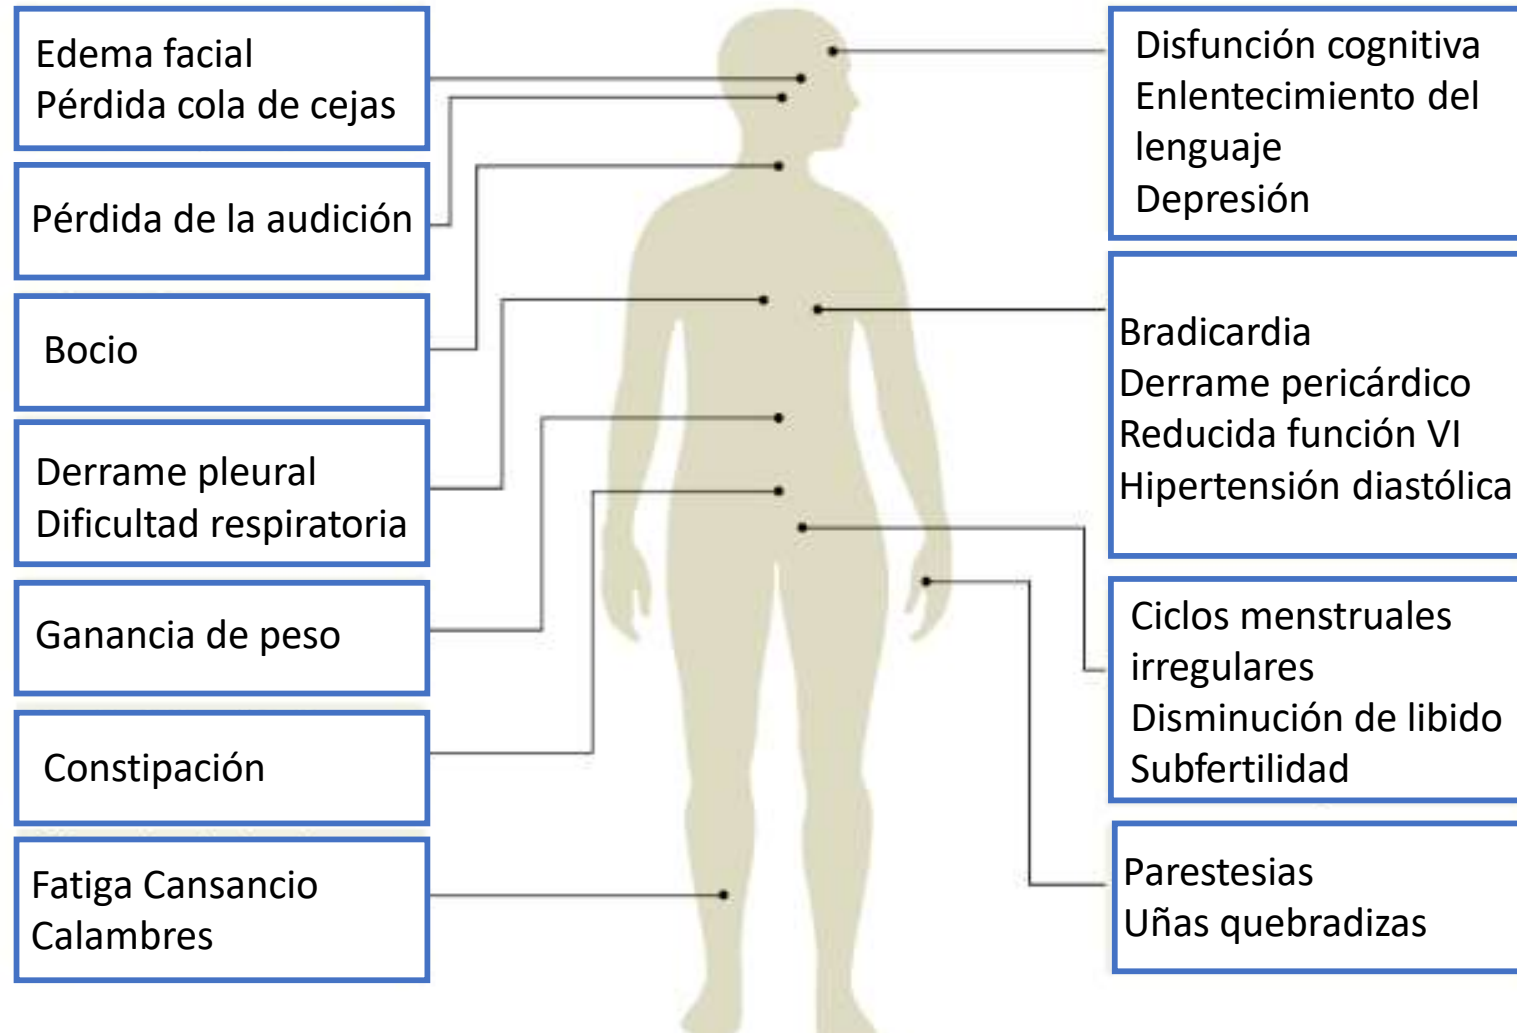 Edema facial
Pérdida cola de cejas
Pérdida de la audición
Bocio
Derrame pleural
Dificultad respiratoria
Ganancia de peso
Constipación
Fatiga Cansancio
Calambres
Disfunción cognitiva
Enlentecimiento del
lenguaje
Depresión
Bradicardia
Derrame pericárdico
Reducida función VI
Hipertensión diastólica
Ciclos menstruales
irregulares
Disminución de libido
Subfertilidad
Parestesias
Uñas quebradizas